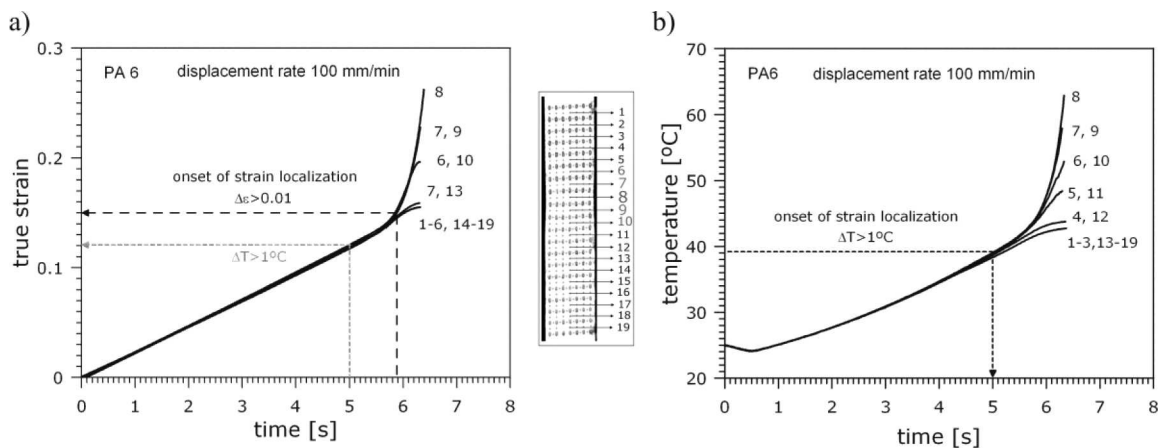 a)
true strain
0.3
0.2
0.1
0
PA 6 displacement rate 100 mm/min
8
7, 9
6, 10
7, 13
1-6, 14-19
onset of strain localization
Δε>0.01
ΔT>1ºC
0 1 2 3 4 5 6 7 8
time [s]
1
2
3
4
5
6
7
8
9
10
11
12
13
14
15
16
17
18
19
b)
temperature [ºC]
70
60
50
40
30
20
PA6 displacement rate 100 mm/min
8
7, 9
6, 10
5, 11
4, 12
1-3,13-19
onset of strain localization
ΔT>1ºC
0 1 2 3 4 5 6 7 8
time [s]